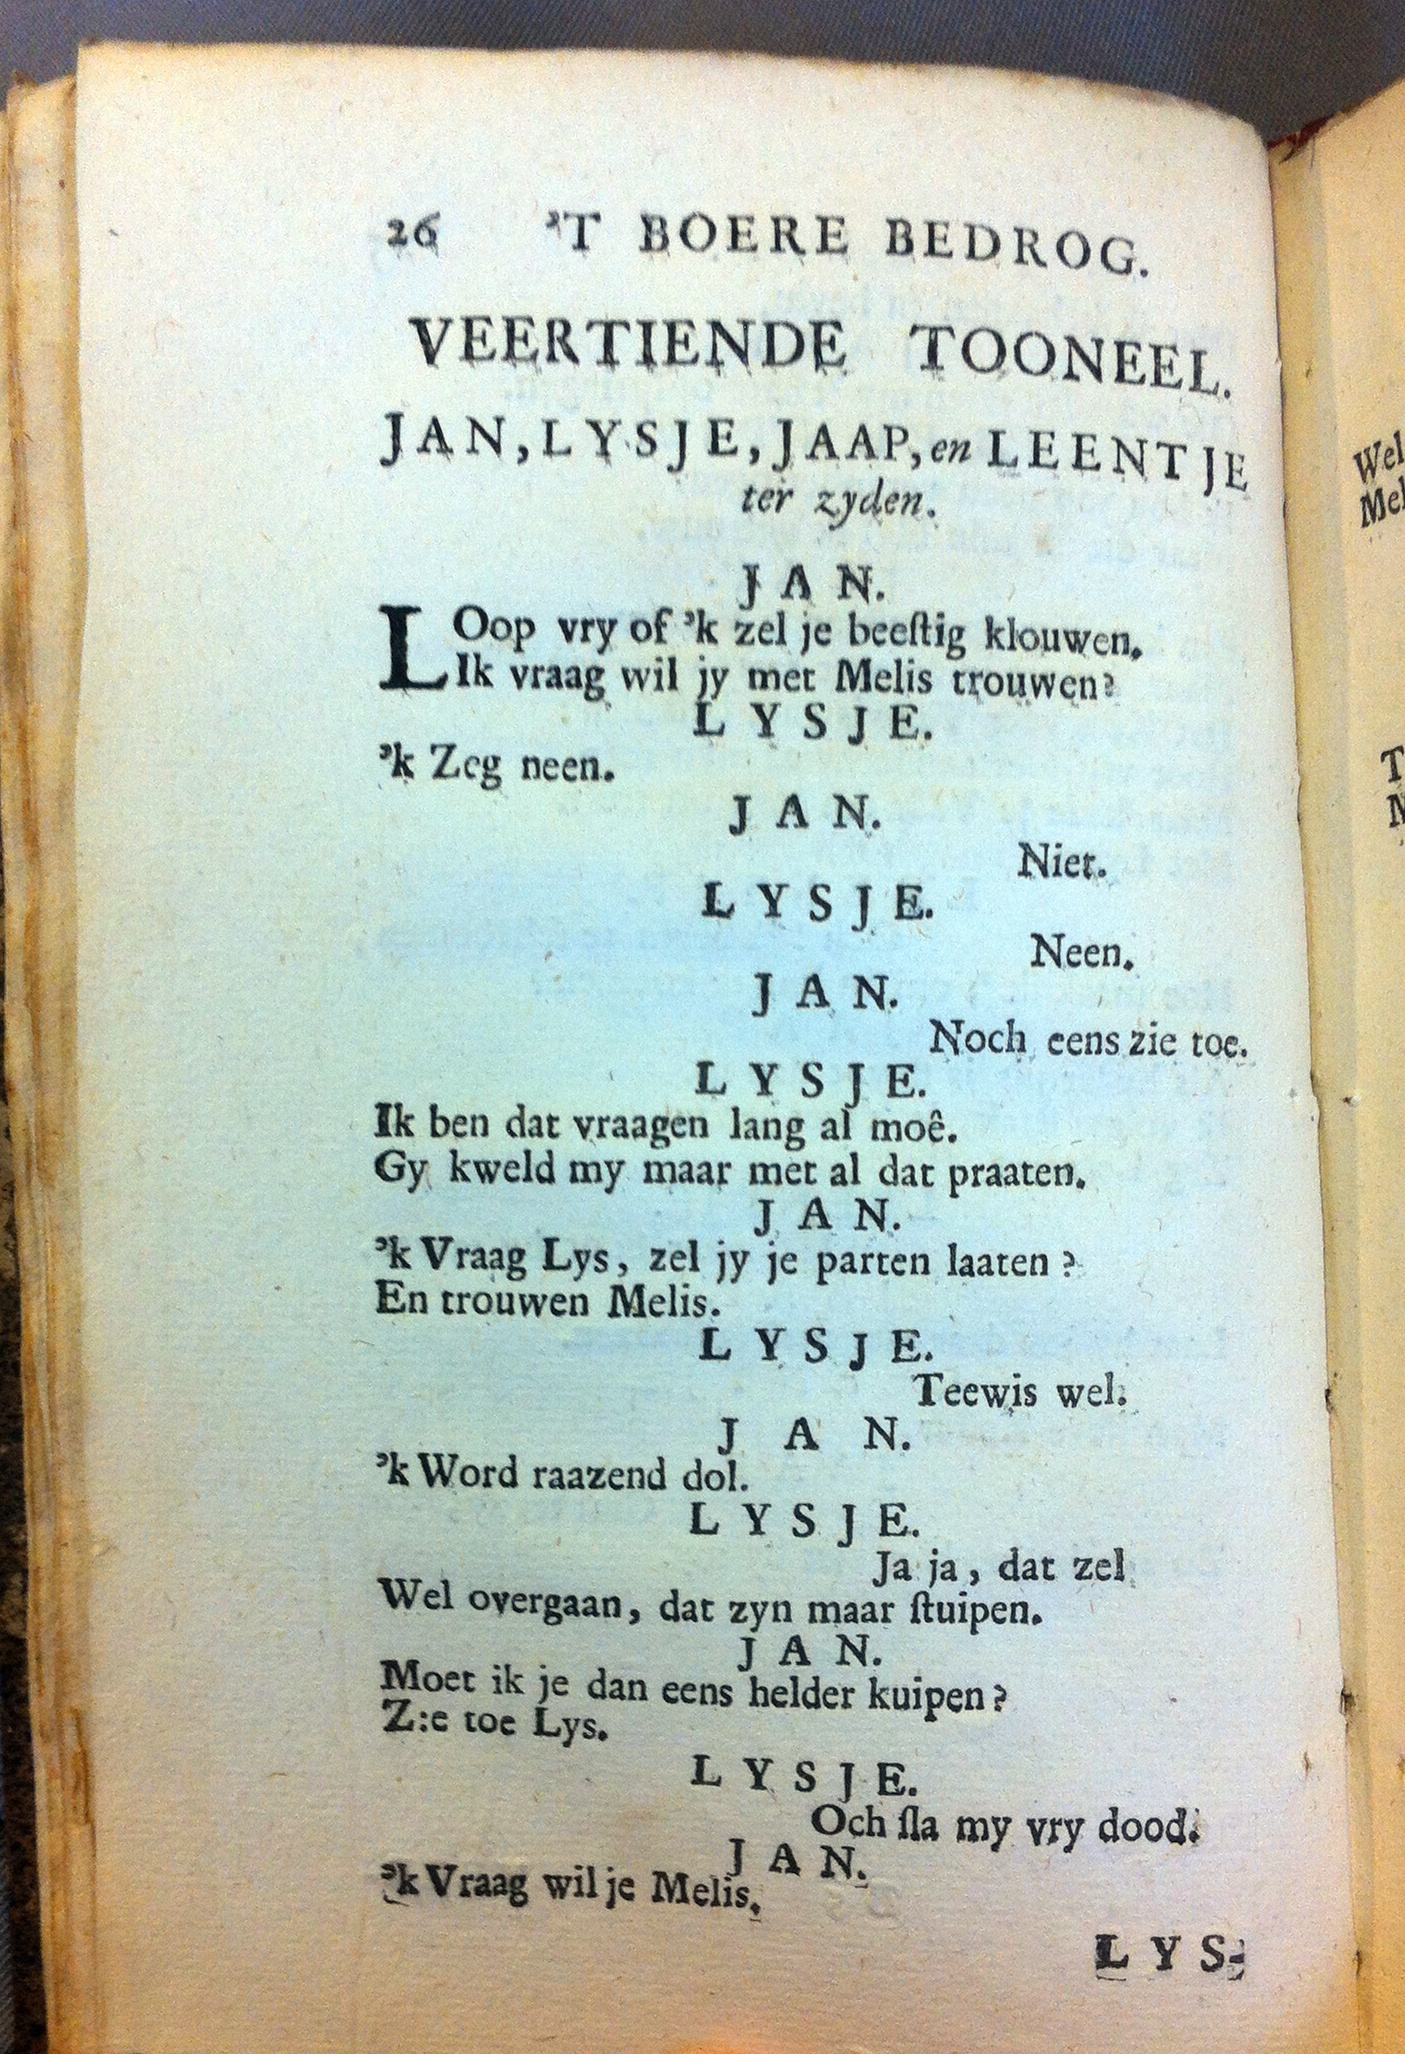 26 'T BOERE BEDROG.
VEERTIENDE TOONEEL.
JAN, LYSJE, JAAP, en LEENTJE
ter zyden.
JAN.
LOop vry of 'k zel je beeſtig klouwen.
Ik vraag wil jy met Melis trouwen?
LYSJE.
'k Zeg neen.
JAN.
Niet.
LYSJE.
Neen.
JAN.
Noch eens zie toe.
LYSJE.
Ik ben dat vraagen lang al moê.
Gy kweld my maar met al dat praaten.
JAN.
'k Vraag Lys, zel jy je parten laaten?
En trouwen Melis.
LYSJE.
Teewis wel.
JAN.
'k Word raazend dol.
LYSJE.
Ja ja, dat zel
Wel overgaan, dat zyn maar ſtuipen.
JAN.
Moet ik je dan eens helder kuipen?
Z:e toe Lys.
LYSJE.
Och ſla my vry dood.
JAN.
'k Vraag wil je Melis.
LYS-
Wel
Mel
T